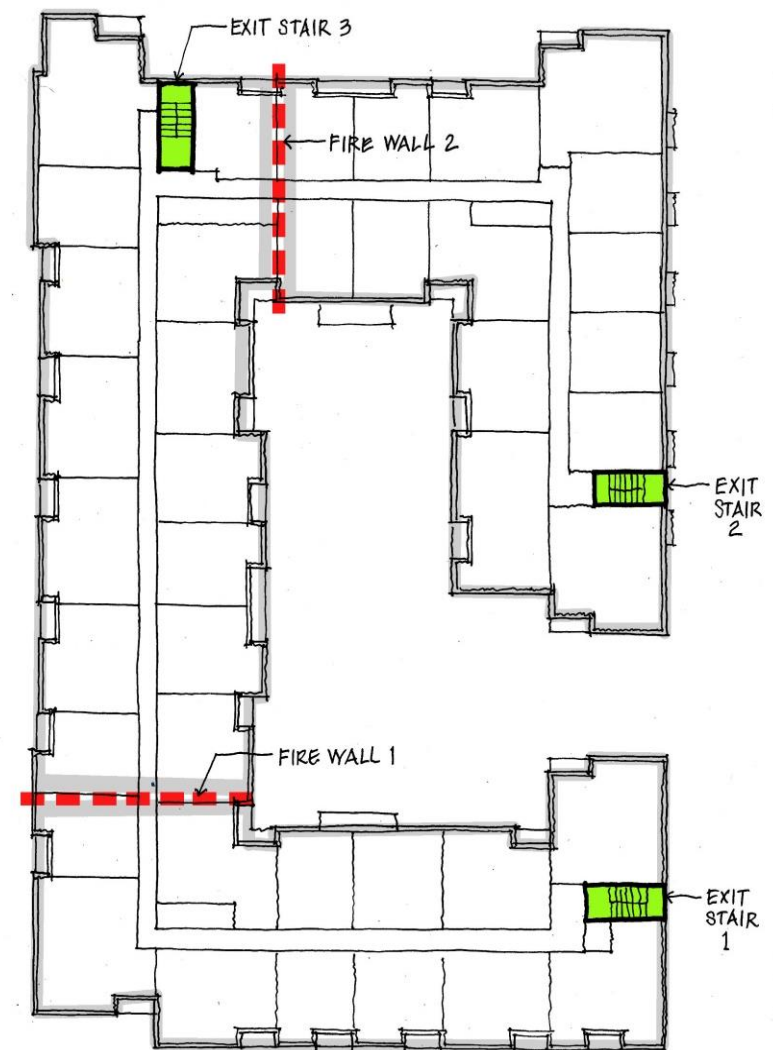 EXIT STAIR 3
FIRE WALL 2
EXIT
STAIR
2
FIRE WALL 1
EXIT
STAIR
1